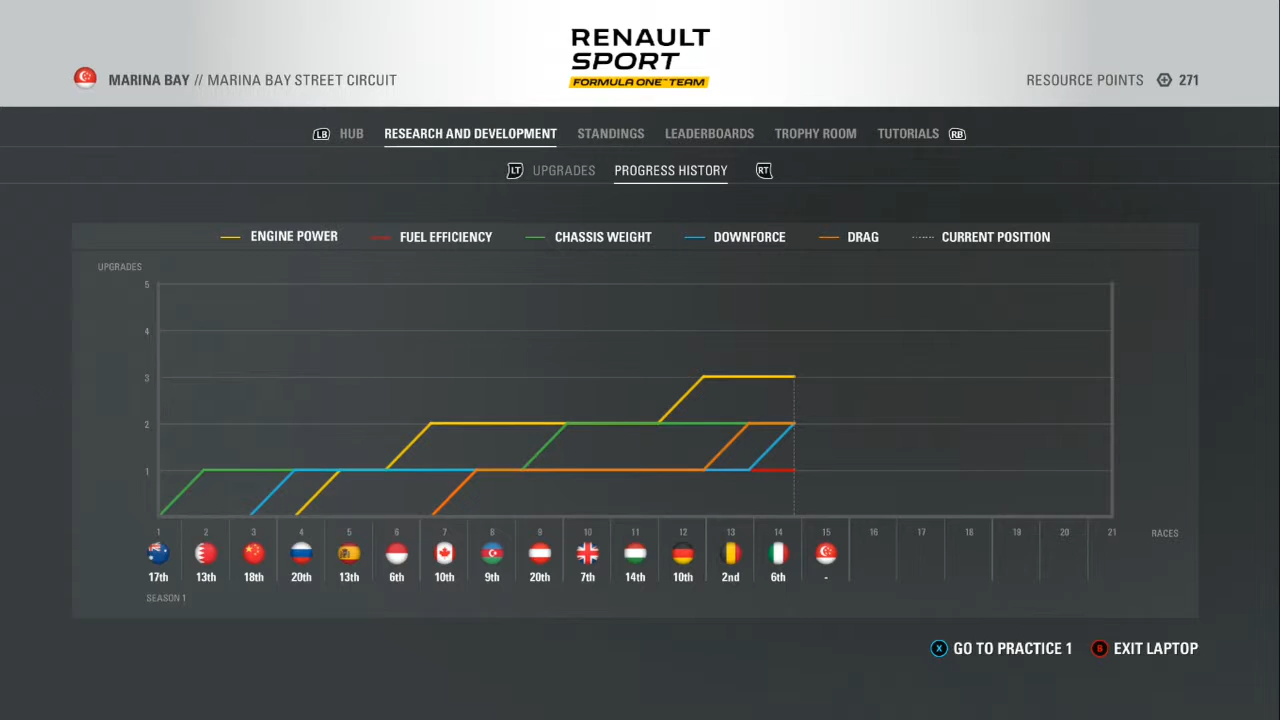 RENAULT
SPORT
FORMULA ONE™ TEAM
MARINA BAY // MARINA BAY STREET CIRCUIT
RESOURCE POINTS 271
LB HUB RESEARCH AND DEVELOPMENT STANDINGS LEADERBOARDS TROPHY ROOM TUTORIALS RB
LT UPGRADES PROGRESS HISTORY RT
ENGINE POWER FUEL EFFICIENCY CHASSIS WEIGHT DOWNFORCE DRAG CURRENT POSITION
UPGRADES
5
4
3
2
1
1 2 3 4 5 6 7 8 9 10 11 12 13 14 15 16 17 18 19 20 21 RACES
17th 13th 18th 20th 13th 6th 10th 9th 20th 7th 14th 10th 2nd 6th -
SEASON 1
X GO TO PRACTICE 1 B EXIT LAPTOP